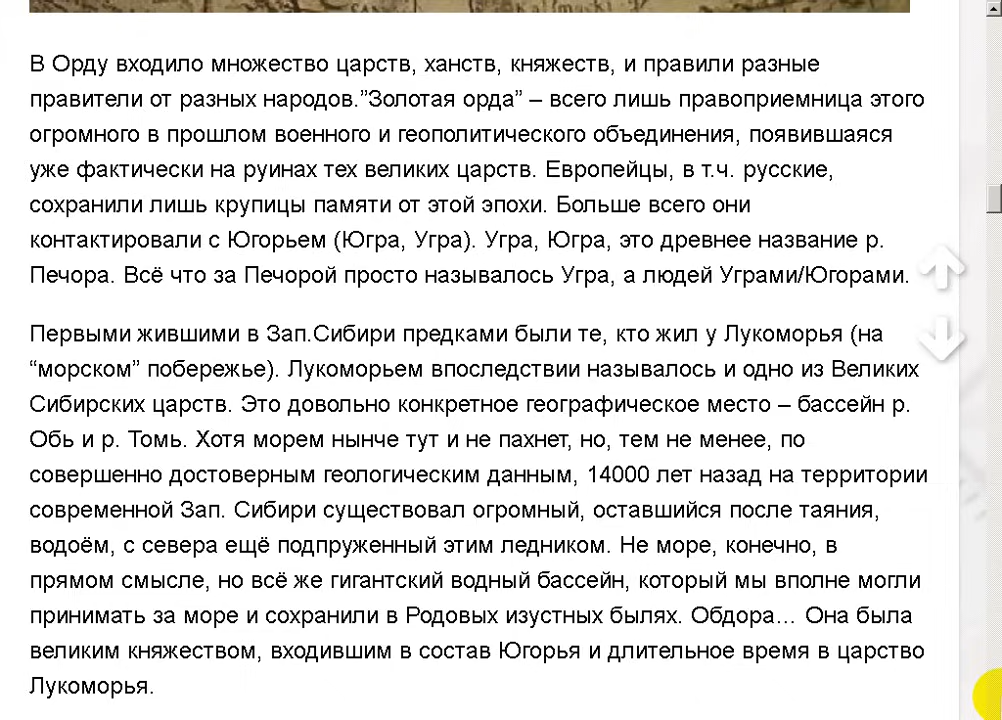 В Орду входило множество царств, ханств, княжеств, и правили разные
правители от разных народов.”Золотая орда” – всего лишь правоприемница этого
огромного в прошлом военного и геополитического объединения, появившаяся
уже фактически на руинах тех великих царств. Европейцы, в т.ч. русские,
сохранили лишь крупицы памяти от этой эпохи. Больше всего они
контактировали с Югорьем (Югра, Угра). Угра, Югра, это древнее название р.
Печора. Всё что за Печорой просто называлось Угра, а людей Уграми/Югорами.
Первыми жившими в Зап.Сибири предками были те, кто жил у Лукоморья (на
“морском” побережье). Лукоморьем впоследствии называлось и одно из Великих
Сибирских царств. Это довольно конкретное географическое место – бассейн р.
Обь и р. Томь. Хотя морем нынче тут и не пахнет, но, тем не менее, по
совершенно достоверным геологическим данным, 14000 лет назад на территории
современной Зап. Сибири существовал огромный, оставшийся после таяния,
водоём, с севера ещё подпруженный этим ледником. Не море, конечно, в
прямом смысле, но всё же гигантский водный бассейн, который мы вполне могли
принимать за море и сохранили в Родовых изустных былях. Обдора... Она была
великим княжеством, входившим в состав Югорья и длительное время в царство
Лукоморья.